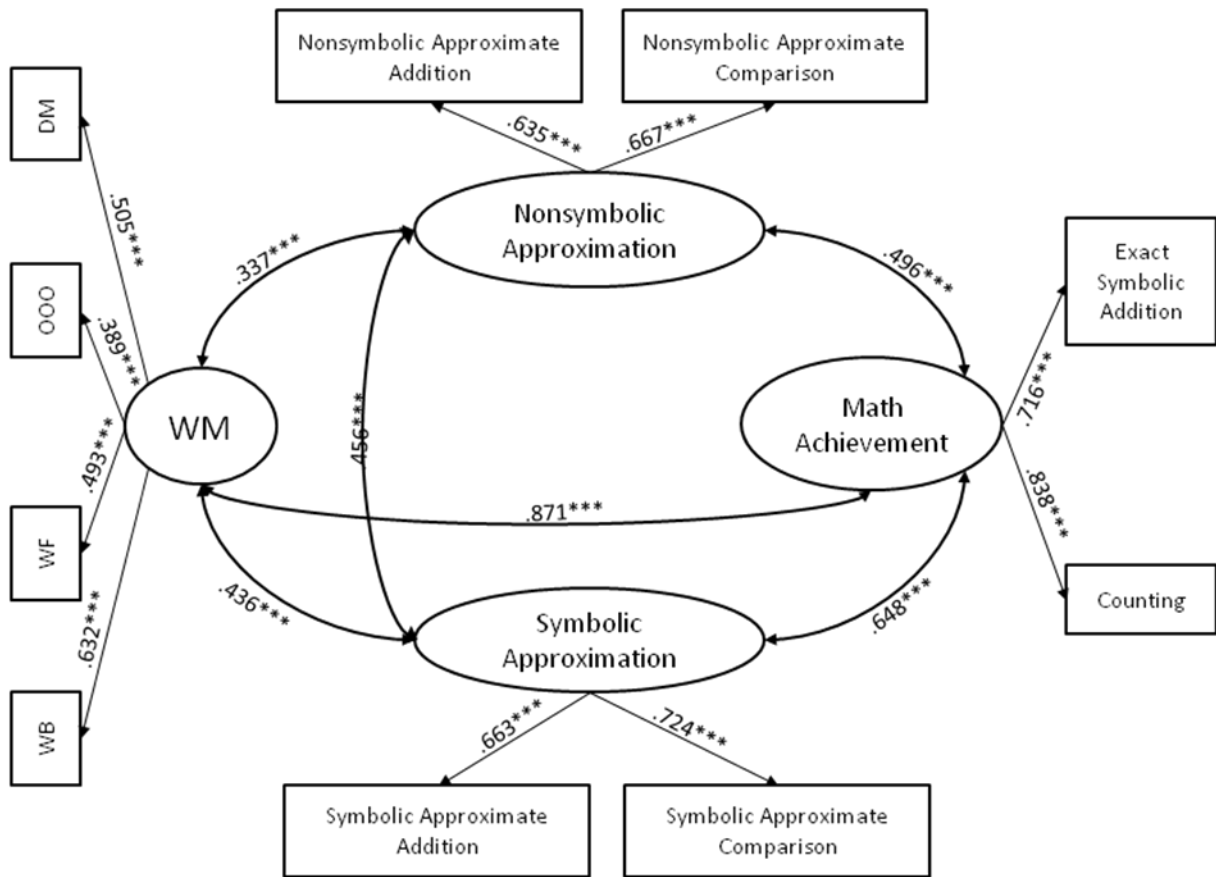 Nonsymbolic Approximate
Addition
Nonsymbolic Approximate
Comparison
DM
.635***
.667***
.505***
Nonsymbolic
Approximation
.337***
.496***
Exact
Symbolic
Addition
OOO
.389***
WM
.456***
Math
Achievement
.716***
.493***
.871***
.838***
WF
.436***
.648***
Counting
.632***
Symbolic
Approximation
WB
.663***
.724***
Symbolic Approximate
Addition
Symbolic Approximate
Comparison